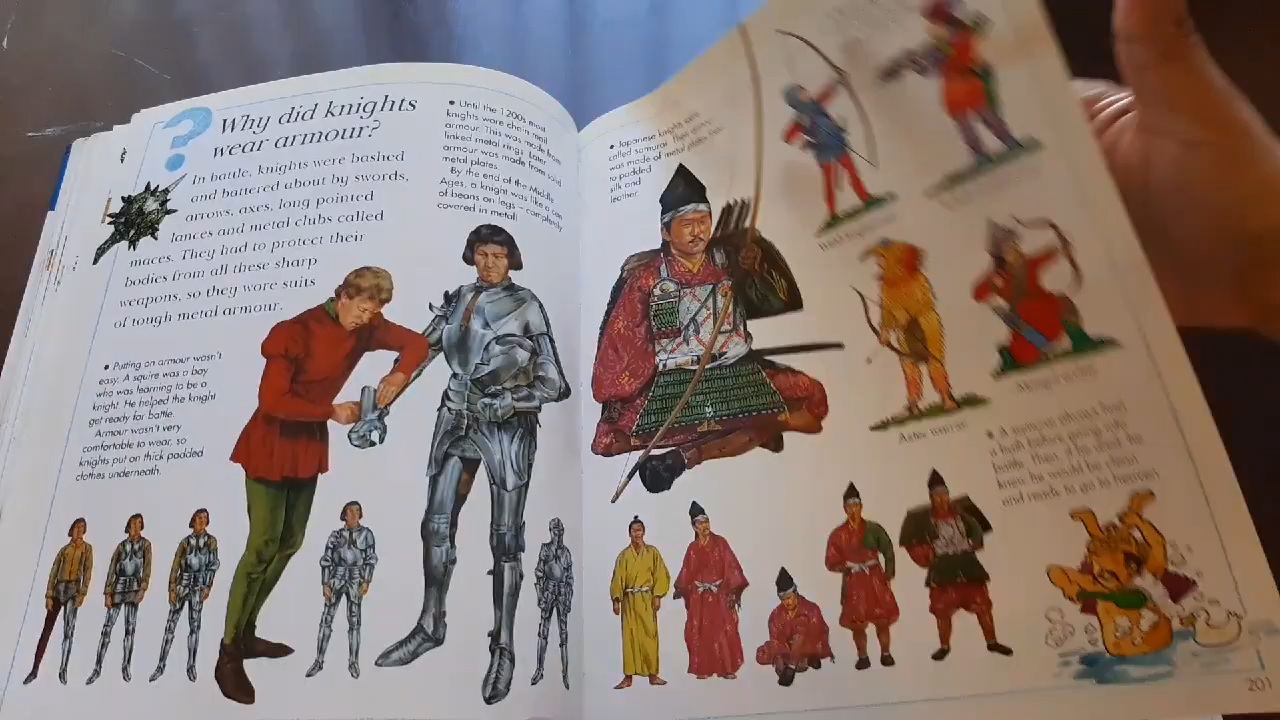 ?
Why did knights
wear armour?
In battle, knights were bashed
and battered about by swords,
arrows, axes, long pointed
lances and metal clubs called
maces. They had to protect their
bodies from all these sharp
weapons, so they wore suits
of tough metal armour.
• Until the 1200s most
knights wore chain mail
armour. This was made from
linked metal rings. Later
armour was made from solid
metal plates.
By the end of the Middle
Ages, a knight was like a can
of beans on legs – completely
covered in metal!
• Putting on armour wasn't
easy. A squire was a boy
who was learning to be a
knight. He helped the knight
get ready for battle.
Armour wasn't very
comfortable to wear, so
knights put on thick padded
clothes underneath.
• Japanese knights were
called samurai. Their armour
was made of metal plates
to padded
silk and
leather.
Aztec warrior
• A samurai always had
a bath before going into
battle. Then, if he died he
knew he would be clean
and ready to go to heaven.
201